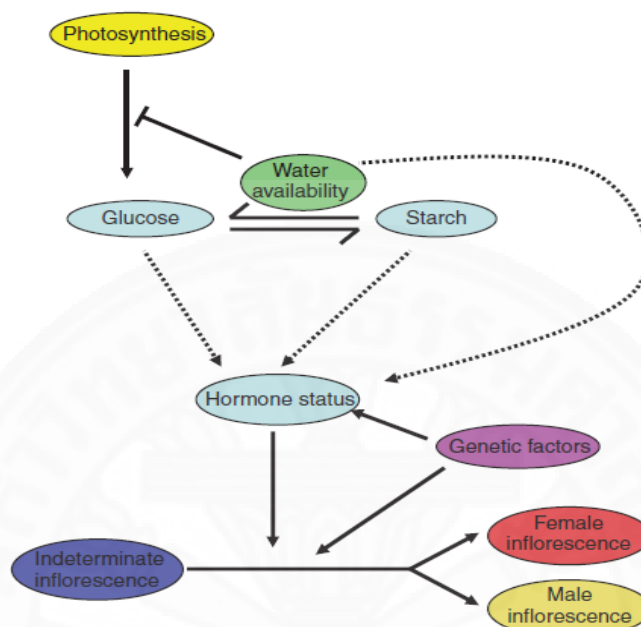 Photosynthesis
Water
availability
Glucose
Starch
Hormone status
Genetic factors
Female
inflorescence
Indeterminate
inflorescence
Male
inflorescence